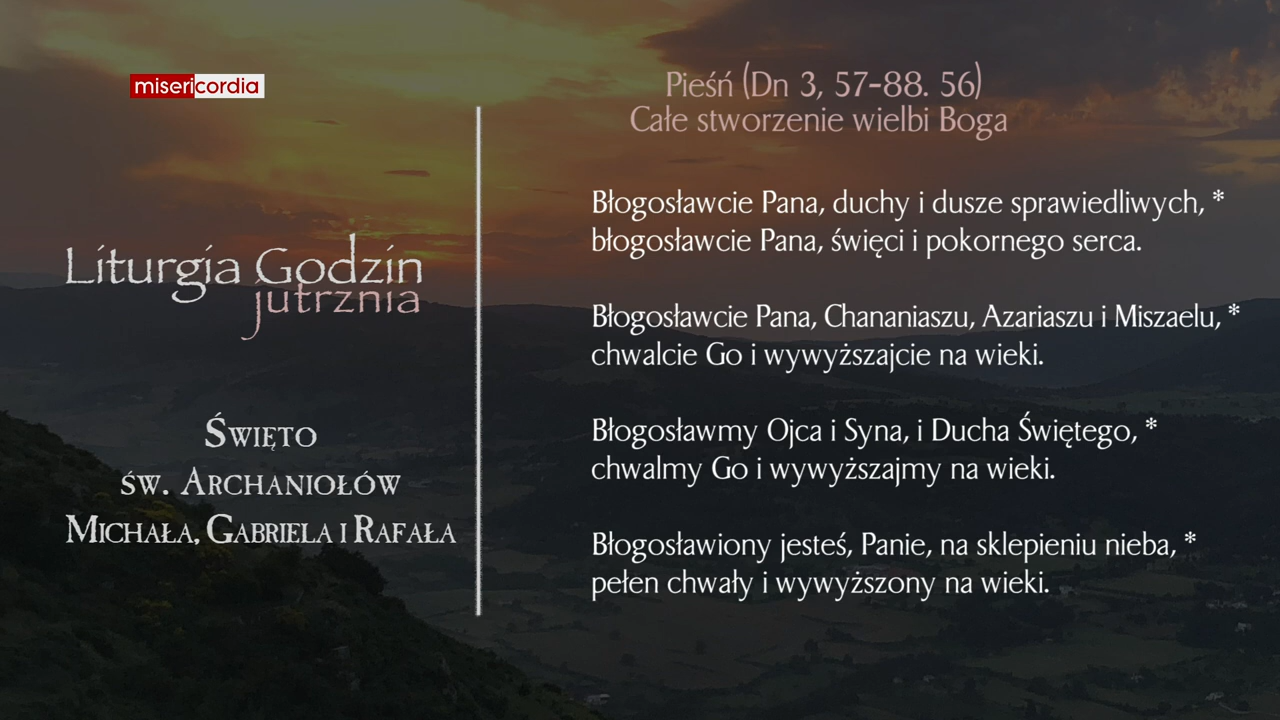 misericordia
Liturgia Godzin
jutrznia
Święto
św. Archaniołów
Michała, Gabriela i Rafała
Pieśń (Dn 3, 57-88. 56)
Całe stworzenie wielbi Boga
Błogosławcie Pana, duchy i dusze sprawiedliwych, *
błogosławcie Pana, święci i pokornego serca.
Błogosławcie Pana, Chananiaszu, Azariaszu i Miszaelu, *
chwalcie Go i wywyższajcie na wieki.
Błogosławmy Ojca i Syna, i Ducha Świętego, *
chwalmy Go i wywyższajmy na wieki.
Błogosławiony jesteś, Panie, na sklepieniu nieba, *
pełen chwały i wywyższony na wieki.